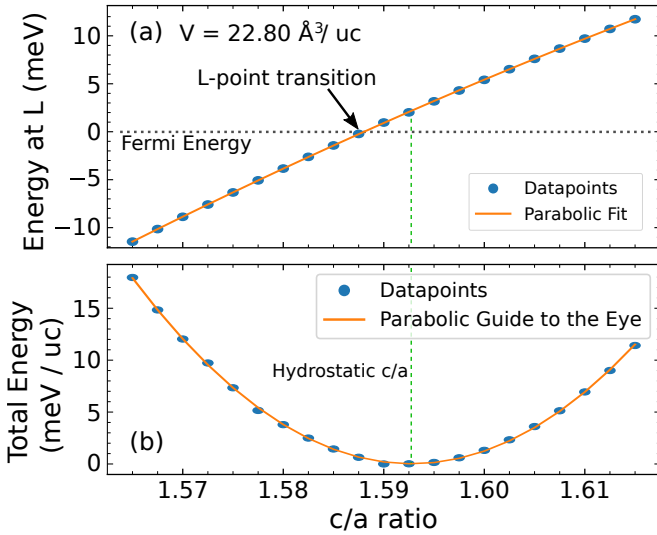 (a) V = 22.80 Å³/ uc
L-point transition
Fermi Energy
Energy at L (meV)
10
5
0
−5
−10
Datapoints
Parabolic Fit
Datapoints
Parabolic Guide to the Eye
Hydrostatic c/a
(b)
Total Energy
(meV / uc)
15
10
5
0
1.57 1.58 1.59 1.60 1.61
c/a ratio